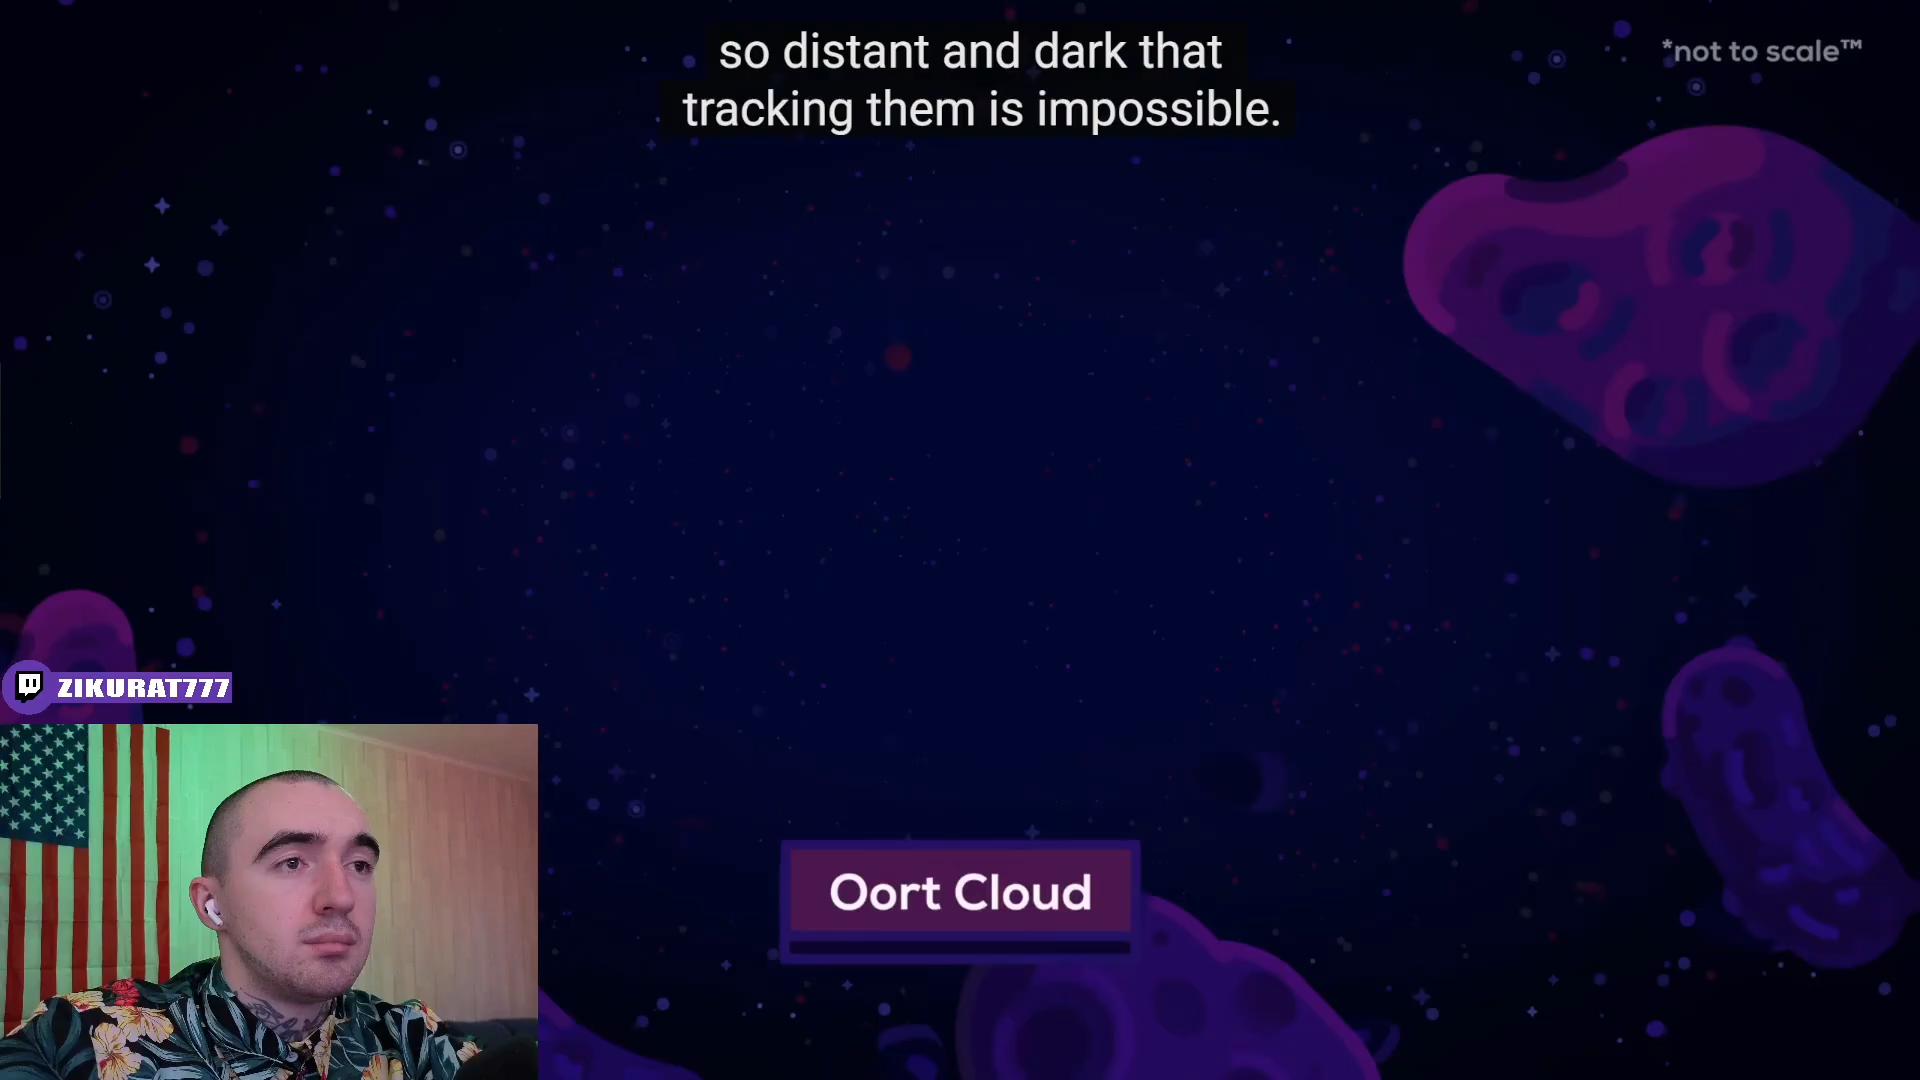 so distant and dark that
tracking them is impossible.
*not to scale™
ZIKURAT777
Oort Cloud